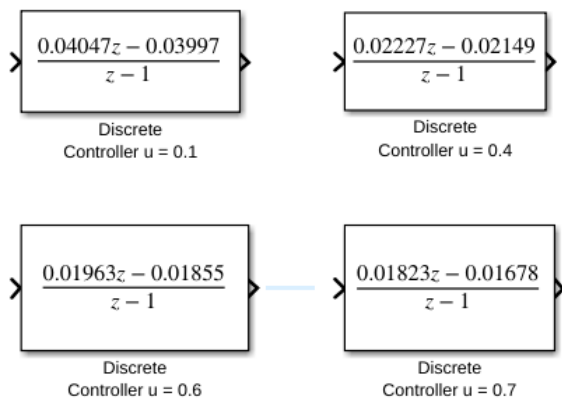 0.04047z − 0.03997
z − 1
Discrete
Controller u = 0.1
0.02227z − 0.02149
z − 1
Discrete
Controller u = 0.4
0.01963z − 0.01855
z − 1
Discrete
Controller u = 0.6
0.01823z − 0.01678
z − 1
Discrete
Controller u = 0.7